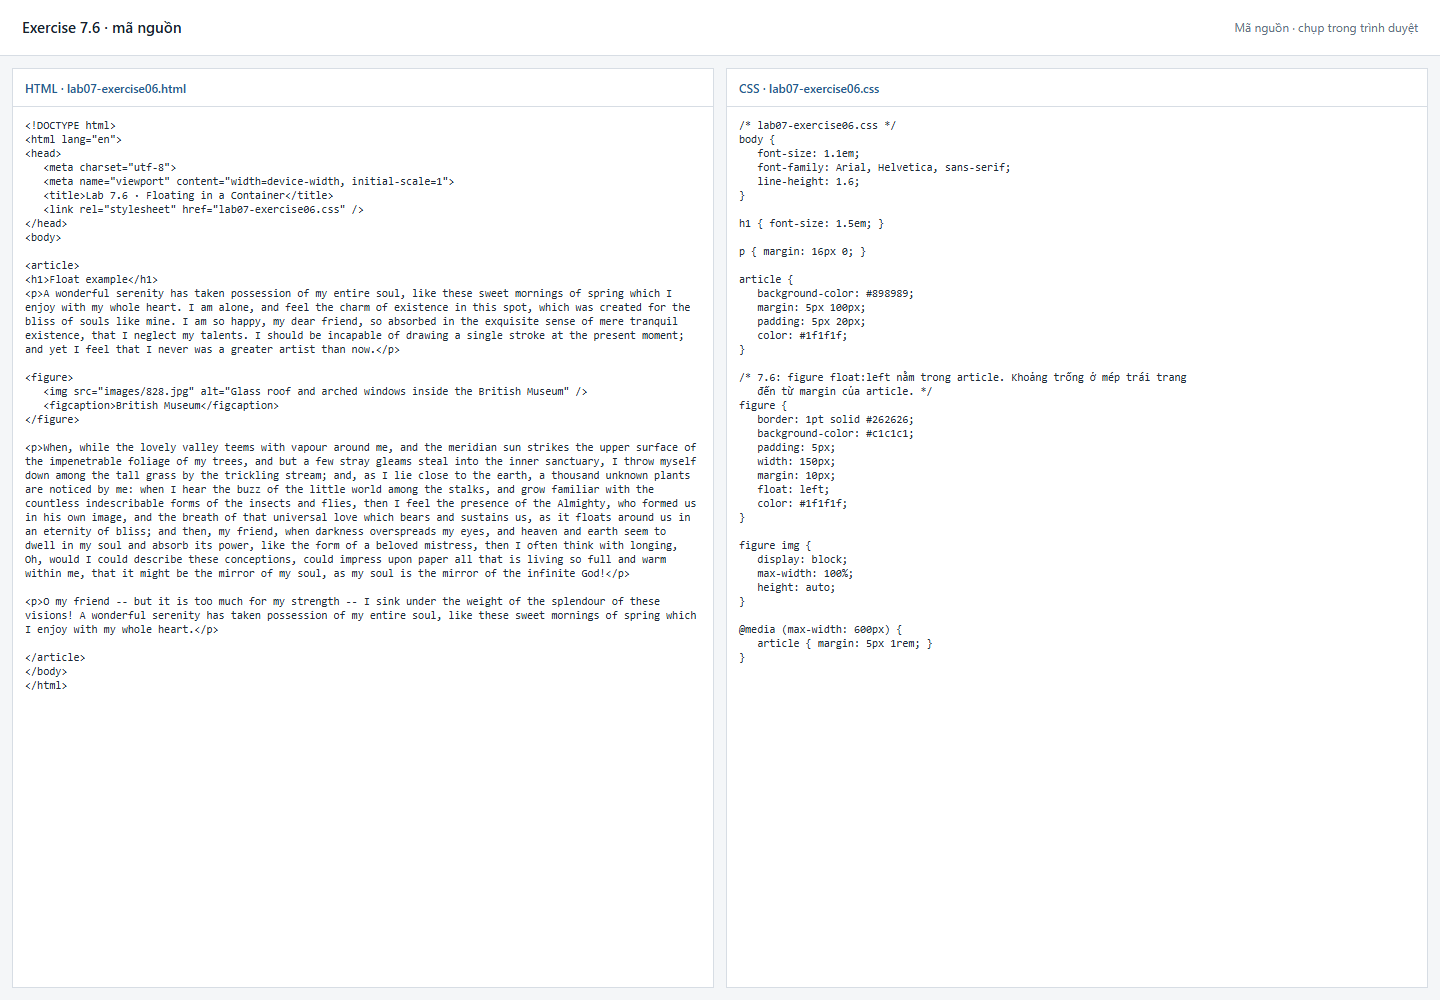 Exercise 7.6 · mã nguồn
Mã nguồn · chụp trong trình duyệt
HTML · lab07-exercise06.html
<!DOCTYPE html>
<html lang="en">
<head>
   <meta charset="utf-8">
   <meta name="viewport" content="width=device-width, initial-scale=1">
   <title>Lab 7.6 · Floating in a Container</title>
   <link rel="stylesheet" href="lab07-exercise06.css" />
</head>
<body>

<article>
<h1>Float example</h1>
<p>A wonderful serenity has taken possession of my entire soul, like these sweet mornings of spring which I
enjoy with my whole heart. I am alone, and feel the charm of existence in this spot, which was created for the
bliss of souls like mine. I am so happy, my dear friend, so absorbed in the exquisite sense of mere tranquil
existence, that I neglect my talents. I should be incapable of drawing a single stroke at the present moment;
and yet I feel that I never was a greater artist than now.</p>

<figure>
   <img src="images/828.jpg" alt="Glass roof and arched windows inside the British Museum" />
   <figcaption>British Museum</figcaption>
</figure>

<p>When, while the lovely valley teems with vapour around me, and the meridian sun strikes the upper surface of
the impenetrable foliage of my trees, and but a few stray gleams steal into the inner sanctuary, I throw myself
down among the tall grass by the trickling stream; and, as I lie close to the earth, a thousand unknown plants
are noticed by me: when I hear the buzz of the little world among the stalks, and grow familiar with the
countless indescribable forms of the insects and flies, then I feel the presence of the Almighty, who formed us
in his own image, and the breath of that universal love which bears and sustains us, as it floats around us in
an eternity of bliss; and then, my friend, when darkness overspreads my eyes, and heaven and earth seem to
dwell in my soul and absorb its power, like the form of a beloved mistress, then I often think with longing,
Oh, would I could describe these conceptions, could impress upon paper all that is living so full and warm
within me, that it might be the mirror of my soul, as my soul is the mirror of the infinite God!</p>

<p>O my friend -- but it is too much for my strength -- I sink under the weight of the splendour of these
visions! A wonderful serenity has taken possession of my entire soul, like these sweet mornings of spring which
I enjoy with my whole heart.</p>

</article>
</body>
</html>
CSS · lab07-exercise06.css
/* lab07-exercise06.css */
body {
   font-size: 1.1em;
   font-family: Arial, Helvetica, sans-serif;
   line-height: 1.6;
}

h1 { font-size: 1.5em; }

p { margin: 16px 0; }

article {
   background-color: #898989;
   margin: 5px 100px;
   padding: 5px 20px;
   color: #1f1f1f;
}

/* 7.6: figure float:left nằm trong article. Khoảng trống ở mép trái trang
   đến từ margin của article. */
figure {
   border: 1pt solid #262626;
   background-color: #c1c1c1;
   padding: 5px;
   width: 150px;
   margin: 10px;
   float: left;
   color: #1f1f1f;
}

figure img {
   display: block;
   max-width: 100%;
   height: auto;
}

@media (max-width: 600px) {
   article { margin: 5px 1rem; }
}